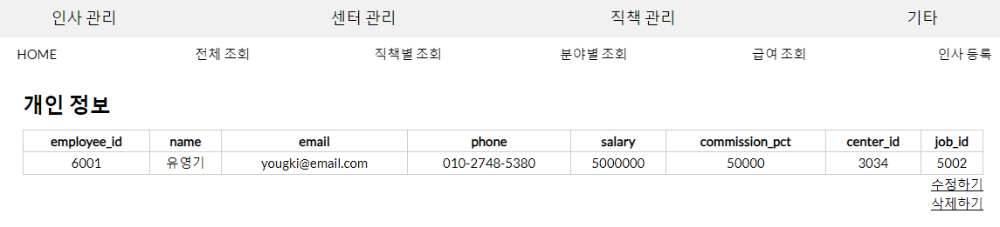 인사 관리 센터 관리 직책 관리 기타
HOME 전체 조회 직책별 조회 분야별 조회 급여 조회 인사 등록
개인 정보
employee_id name email phone salary commission_pct center_id job_id
6001 유영기 yougki@email.com 010-2748-5380 5000000 50000 3034 5002
수정하기
삭제하기